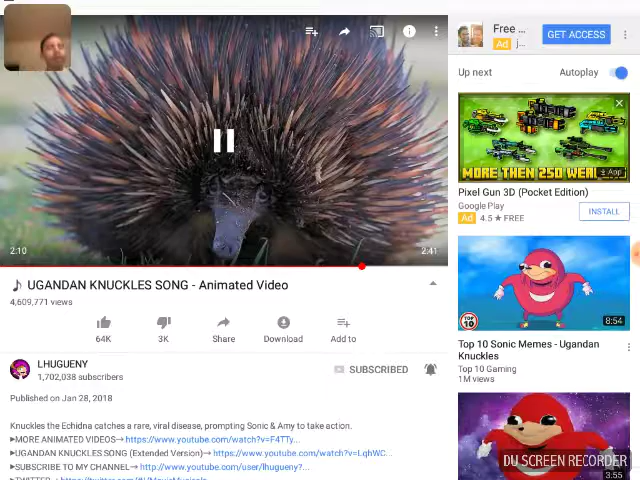 Free ...
Ad j...
GET ACCESS
Up next
Autoplay
MORE THEN 250 WEA
App
2:10
2:41
Pixel Gun 3D (Pocket Edition)
Google Play
Ad 4.5 ★ FREE
INSTALL
♪ UGANDAN KNUCKLES SONG - Animated Video
4,609,771 views
64K
3K
Share
Download
Add to
TOP 10
8:54
Top 10 Sonic Memes - Ugandan
Knuckles
Top 10 Gaming
1M views
LHUGUENY
1,702,038 subscribers
SUBSCRIBED
Published on Jan 28, 2018
Knuckles the Echidna catches a rare, viral disease, prompting Sonic & Amy to take action.
►MORE ANIMATED VIDEOS→ https://www.youtube.com/watch?v=F4TTy...
►UGANDAN KNUCKLES SONG (Extended Version)→ https://www.youtube.com/watch?v=LqhWC...
►SUBSCRIBE TO MY CHANNEL→ http://www.youtube.com/user/lhugueny?...
DU SCREEN RECORDER
3:55